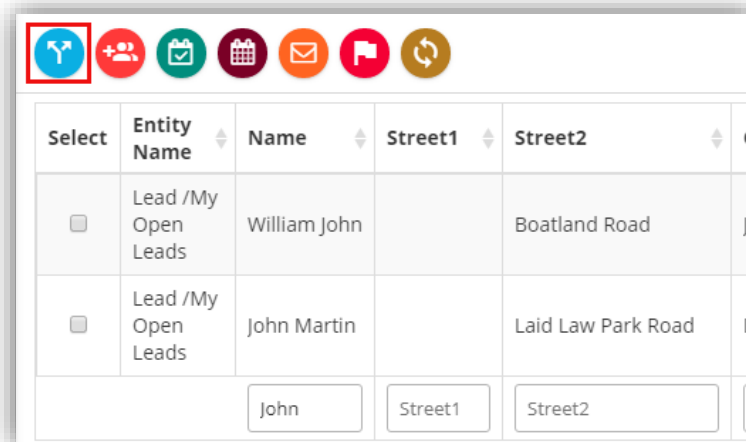 Select Entity Name Name Street1 Street2
Lead /My Open Leads William John Boatland Road
Lead /My Open Leads John Martin Laid Law Park Road
John Street1 Street2